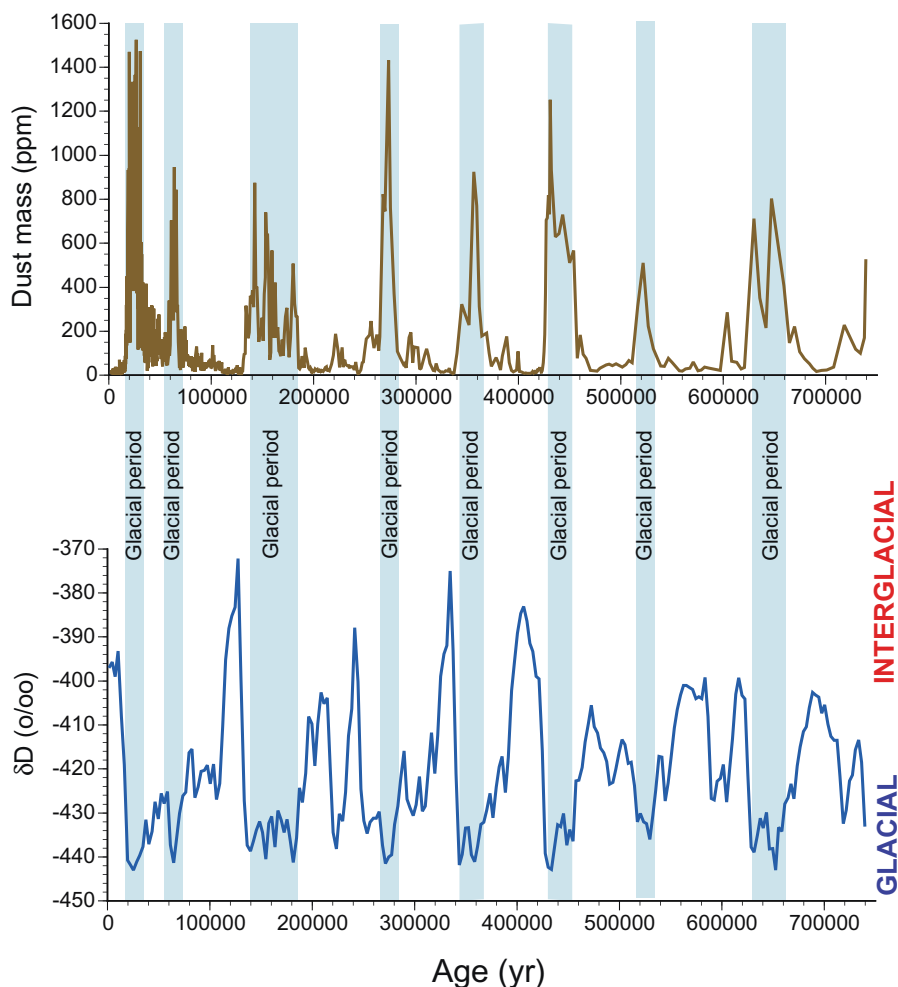 1600
1400
1200
1000
800
600
400
200
0
Dust mass (ppm)
0 100000 200000 300000 400000 500000 600000 700000
Glacial period
Glacial period
Glacial period
Glacial period
Glacial period
Glacial period
Glacial period
Glacial period
-370
-380
-390
-400
-410
-420
-430
-440
-450
δD (o/oo)
INTERGLACIAL
GLACIAL
0 100000 200000 300000 400000 500000 600000 700000
Age (yr)